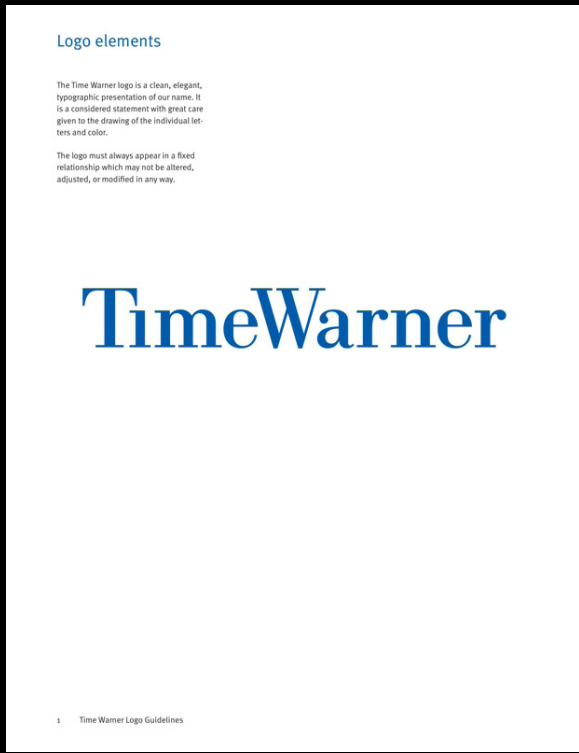 Logo elements
The Time Warner logo is a clean, elegant,
typographic presentation of our name. It
is a considered statement with great care
given to the drawing of the individual let-
ters and color.
The logo must always appear in a fixed
relationship which may not be altered,
adjusted, or modified in any way.
TimeWarner
1 Time Warner Logo Guidelines